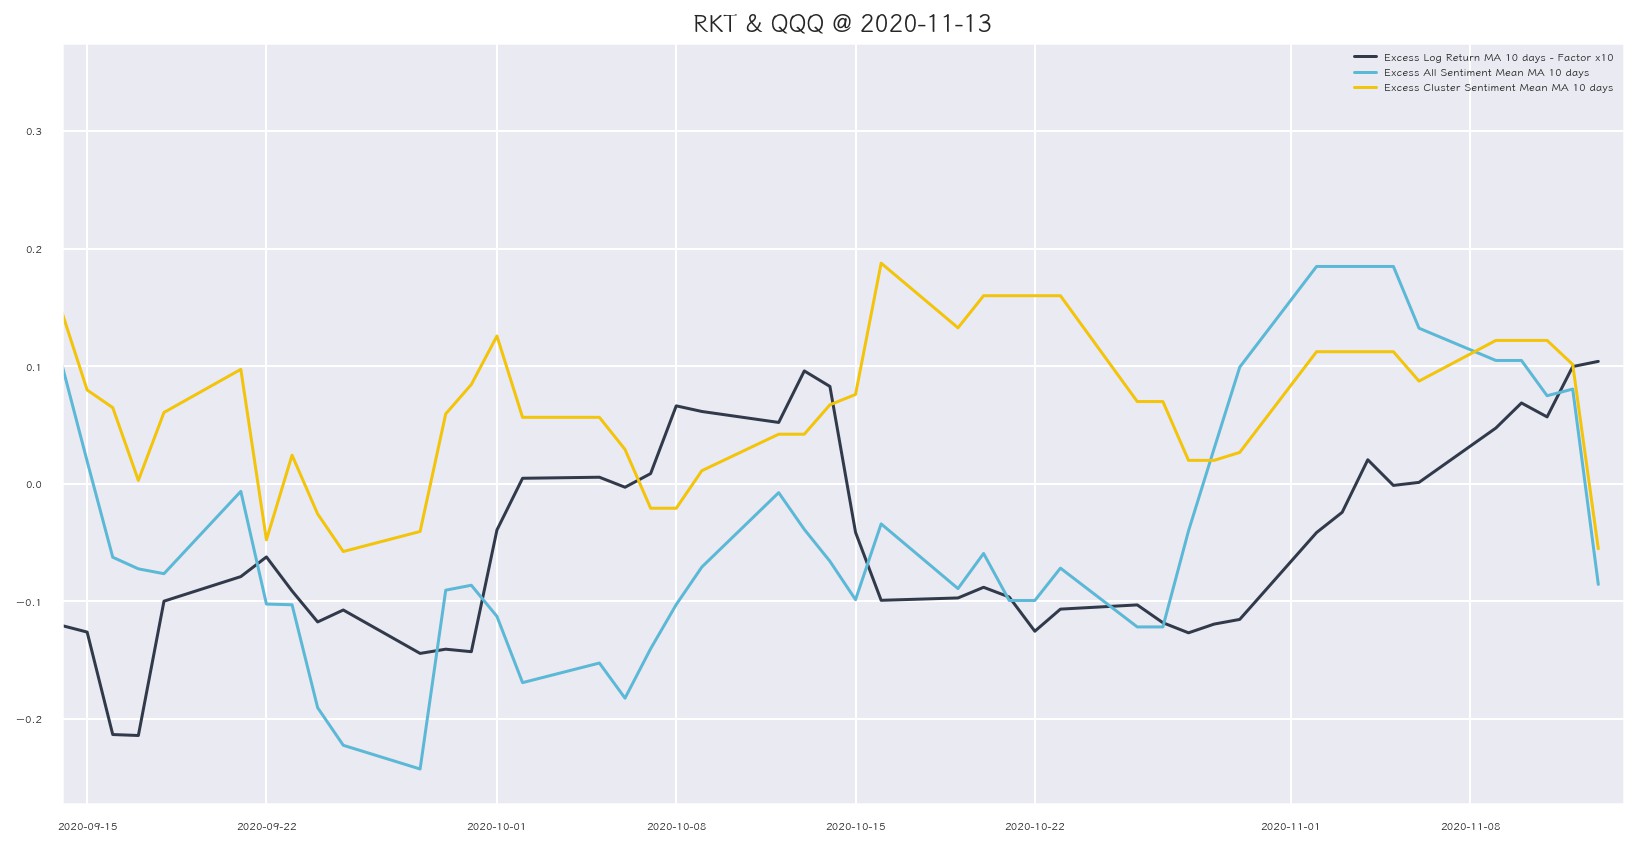 RKT & QQQ @ 2020-11-13
Excess Log Return MA 10 days - Factor x10
Excess All Sentiment Mean MA 10 days
Excess Cluster Sentiment Mean MA 10 days
0.3
0.2
0.1
0.0
−0.1
−0.2
2020-09-15 2020-09-22 2020-10-01 2020-10-08 2020-10-15 2020-10-22 2020-11-01 2020-11-08